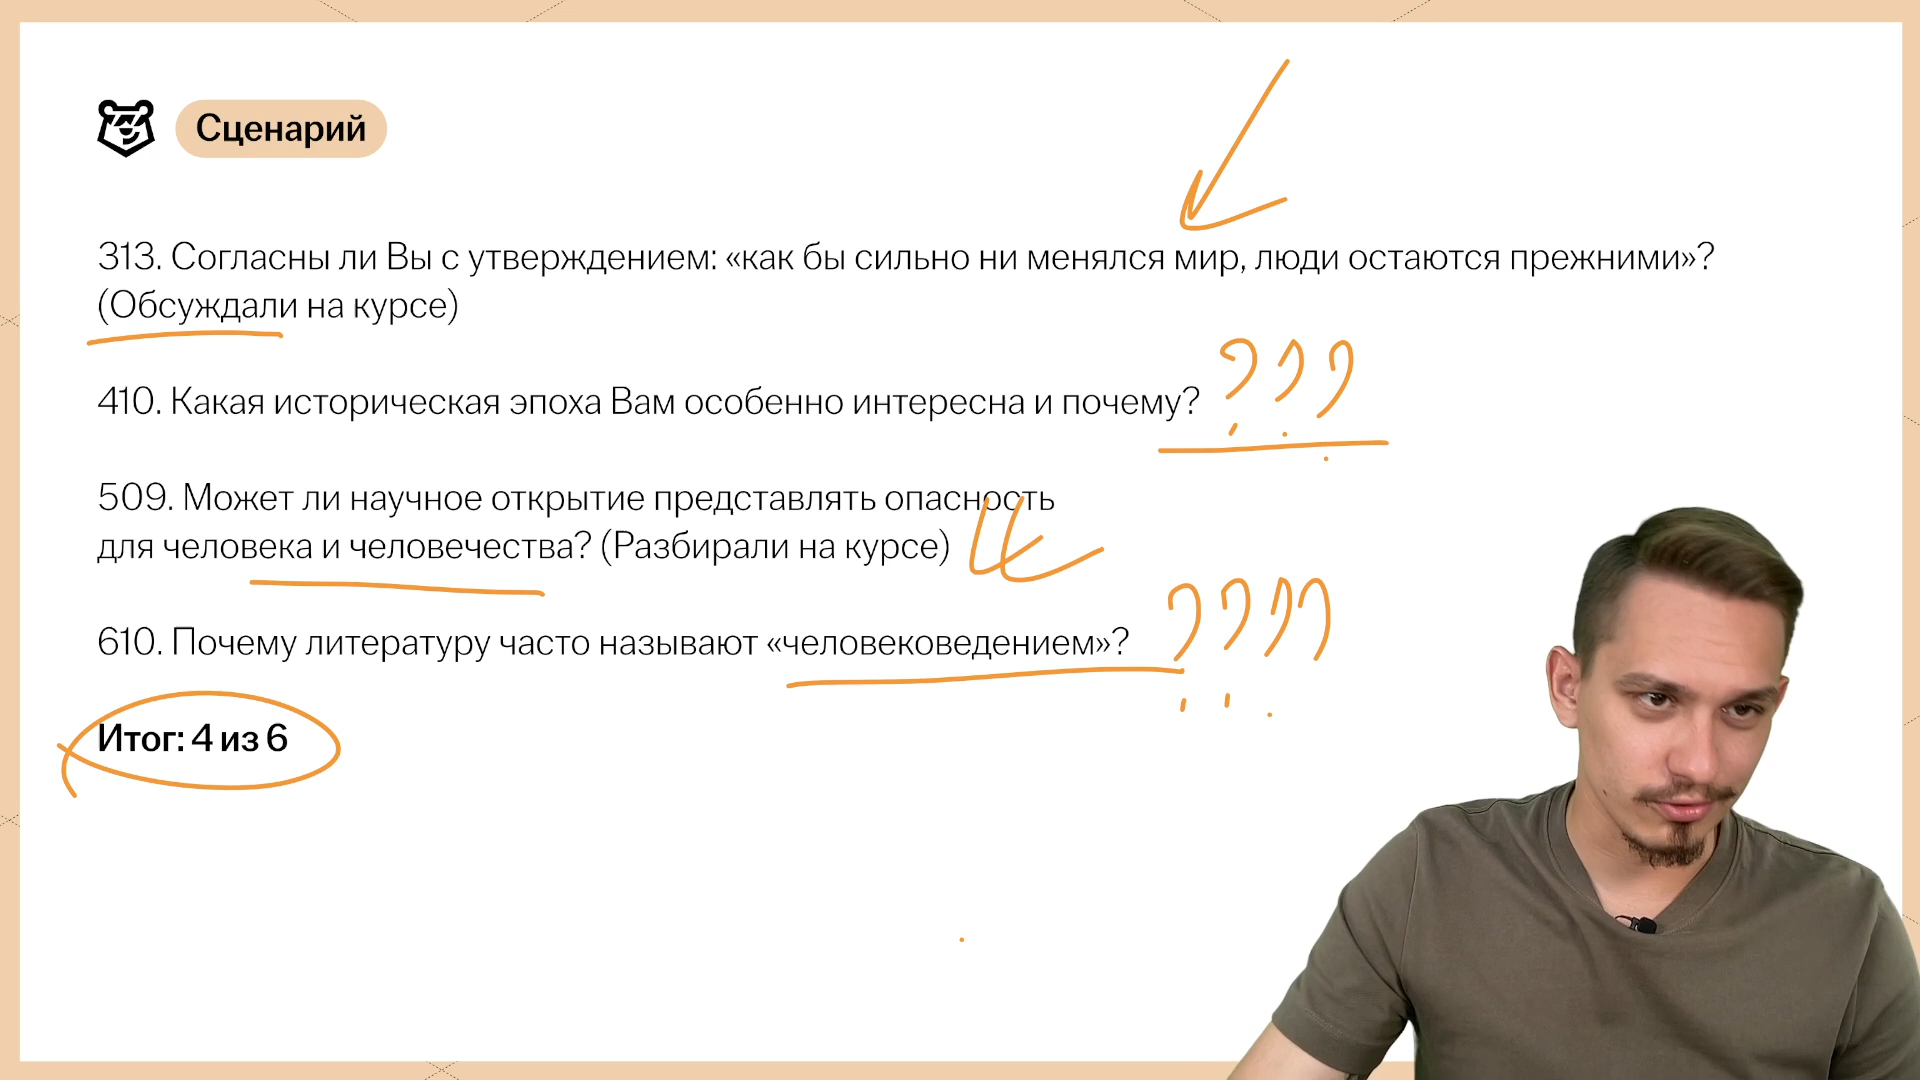 Сценарий
313. Согласны ли Вы с утверждением: «как бы сильно ни менялся мир, люди остаются прежними»?
(Обсуждали на курсе)
410. Какая историческая эпоха Вам особенно интересна и почему? ???
509. Может ли научное открытие представлять опасность
для человека и человечества? (Разбирали на курсе)
610. Почему литературу часто называют «человековедением»? ????
Итог: 4 из 6